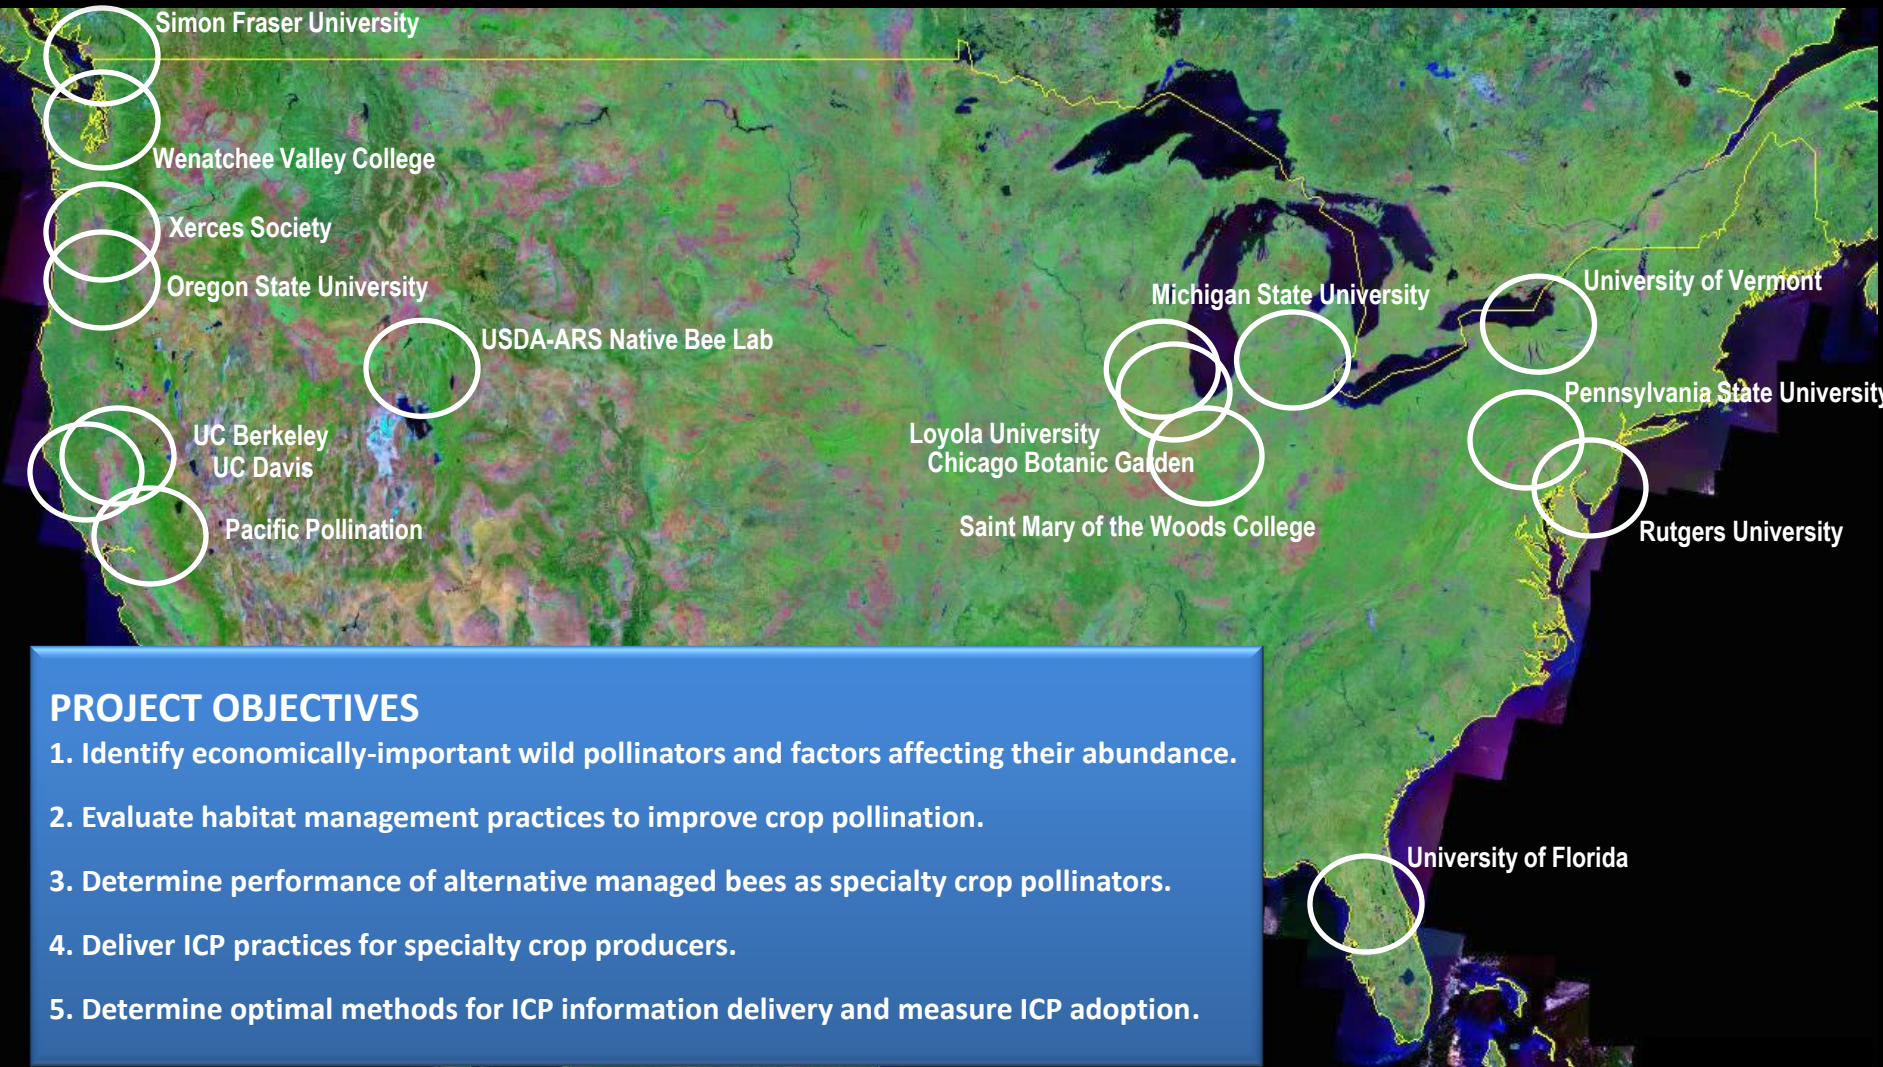 Simon Fraser University
Wenatchee Valley College
Xerces Society
Oregon State University
USDA-ARS Native Bee Lab
UC Berkeley
UC Davis
Pacific Pollination
Michigan State University
Loyola University
Chicago Botanic Garden
Saint Mary of the Woods College
University of Vermont
Pennsylvania State University
Rutgers University
University of Florida
PROJECT OBJECTIVES
1. Identify economically-important wild pollinators and factors affecting their abundance.
2. Evaluate habitat management practices to improve crop pollination.
3. Determine performance of alternative managed bees as specialty crop pollinators.
4. Deliver ICP practices for specialty crop producers.
5. Determine optimal methods for ICP information delivery and measure ICP adoption.